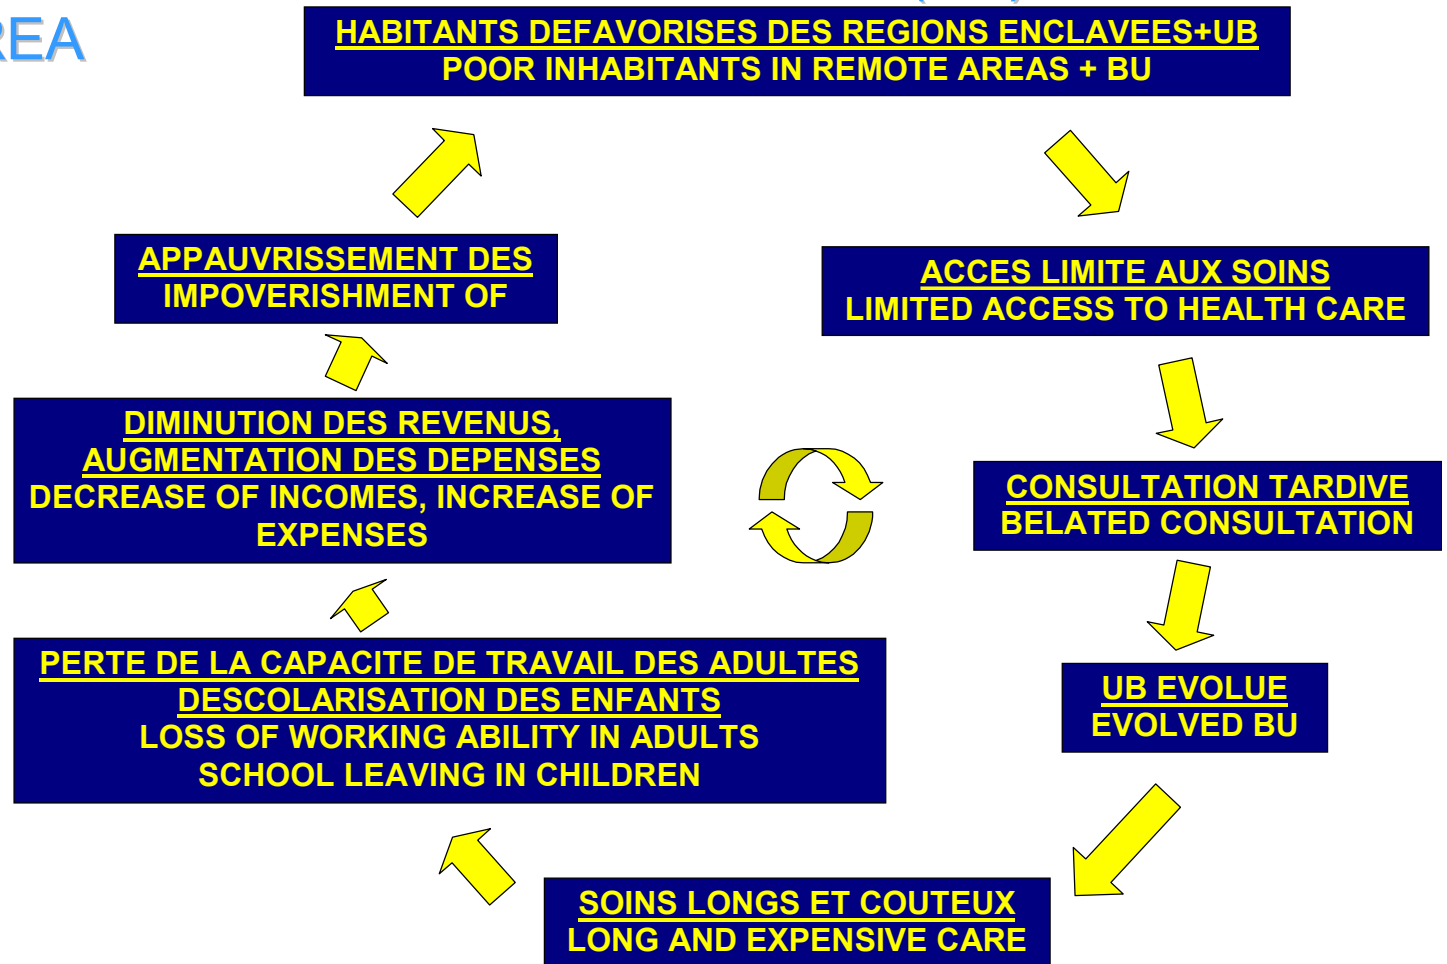 HABITANTS DEFAVORISES DES REGIONS ENCLAVEES+UB
POOR INHABITANTS IN REMOTE AREAS + BU
APPAUVRISSEMENT DES
IMPOVERISHMENT OF
ACCES LIMITE AUX SOINS
LIMITED ACCESS TO HEALTH CARE
DIMINUTION DES REVENUS,
AUGMENTATION DES DEPENSES
DECREASE OF INCOMES, INCREASE OF
EXPENSES
CONSULTATION TARDIVE
BELATED CONSULTATION
PERTE DE LA CAPACITE DE TRAVAIL DES ADULTES
DESCOLARISATION DES ENFANTS
LOSS OF WORKING ABILITY IN ADULTS
SCHOOL LEAVING IN CHILDREN
UB EVOLUE
EVOLVED BU
SOINS LONGS ET COUTEUX
LONG AND EXPENSIVE CARE